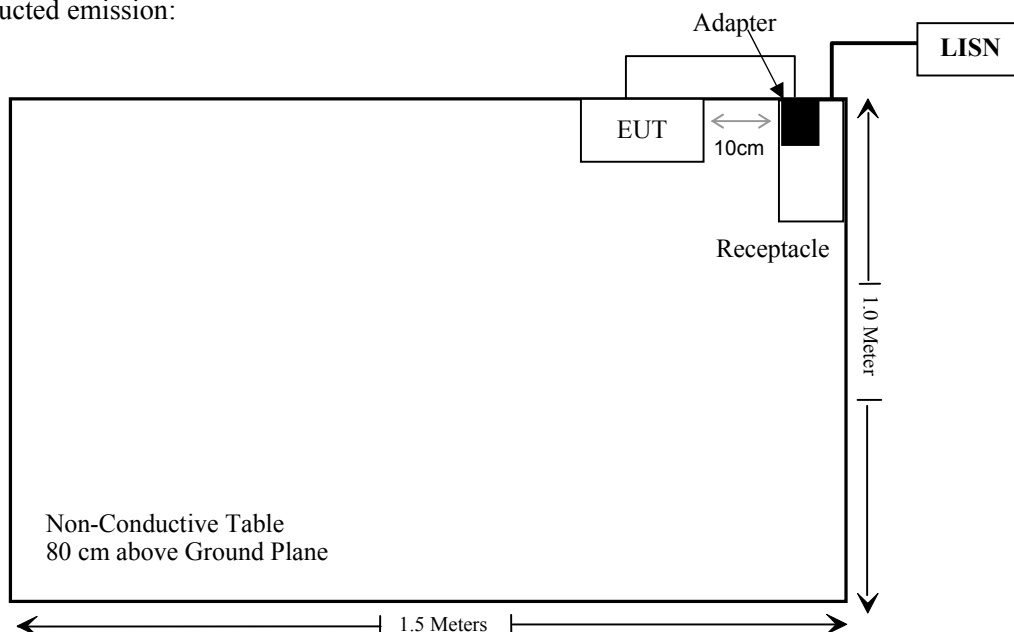 ucted emission:
Adapter
LISN
EUT
10cm
Receptacle
1.0 Meter
Non-Conductive Table
80 cm above Ground Plane
1.5 Meters